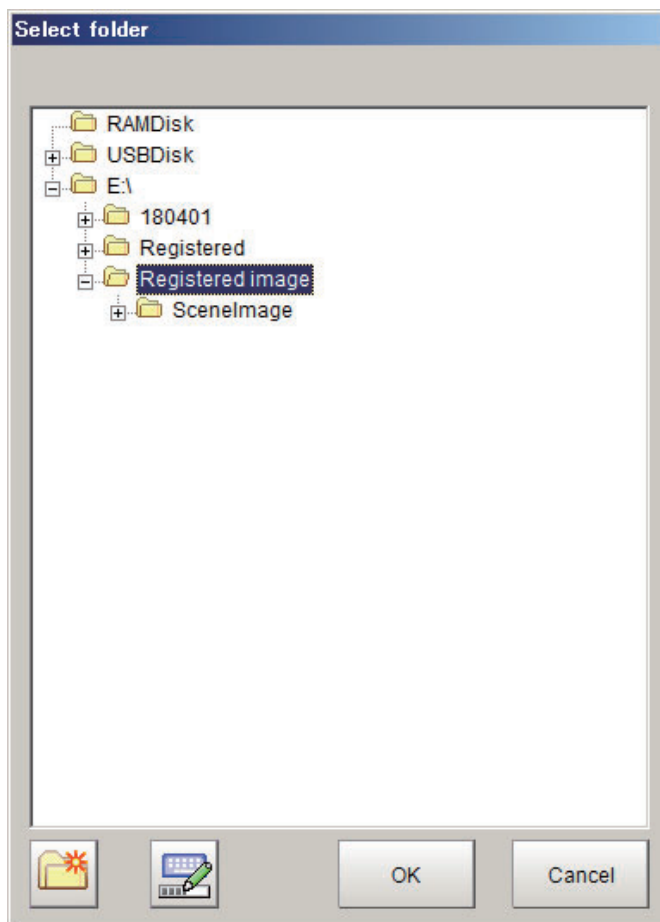 Select folder
RAMDisk
USBDisk
E:\
180401
Registered
Registered image
SceneImage
OK
Cancel